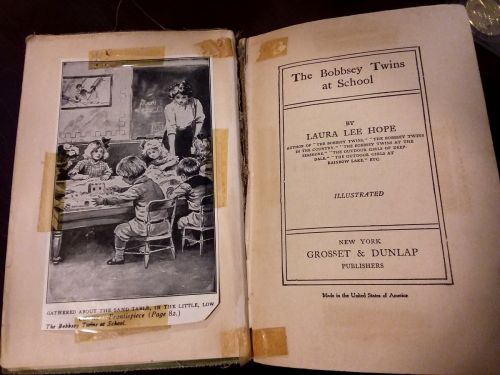 GATHERED ABOUT THE SAND TABLE, IN THE LITTLE, LOW
Frontispiece (Page 82.)
The Bobbsey Twins at School.
The Bobbsey Twins
at School
BY
LAURA LEE HOPE
AUTHOR OF "THE BOBBSEY TWINS," "THE BOBBSEY TWINS
IN THE COUNTRY," "THE BOBBSEY TWINS AT THE
SEASHORE," "THE OUTDOOR GIRLS OF DEEP-
DALE," "THE OUTDOOR GIRLS AT
RAINBOW LAKE," ETC.
ILLUSTRATED
NEW YORK
GROSSET & DUNLAP
PUBLISHERS
Made in the United States of America